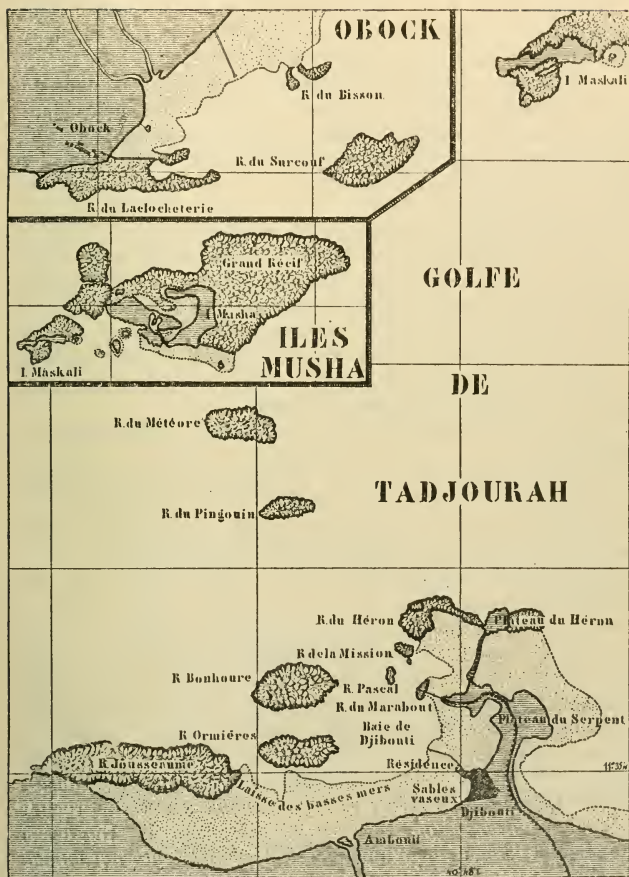 OBOCK
I Maskali
R. du Bisson
Obock
R. du Surcouf
R. du Laclocheterie
Grand Récif
I Musha
ILES
MUSHA
I. Maskali
GOLFE
DE
TADJOURAH
R. du Météore
R. du Pingouin
R. du Héron
Plateau du Héron
R de la Mission
R Bonhoure
R. Pascal
R. du Marabout
Plateau du Serpent
R Ormiéres
Baie de
Djibouti
R. Jousseaume
Résidence
Laisse des basses mers
Sables
vaseux
Djibouti
Ambouli